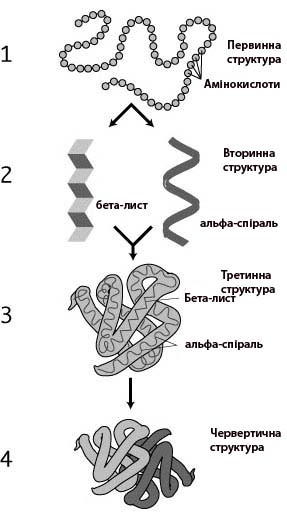 1
Первинна
структура
Амінокислоти
2
Вторинна
структура
бета-лист
альфа-спіраль
Третинна
структура
Бета-лист
3
альфа-спіраль
Червертична
структура
4